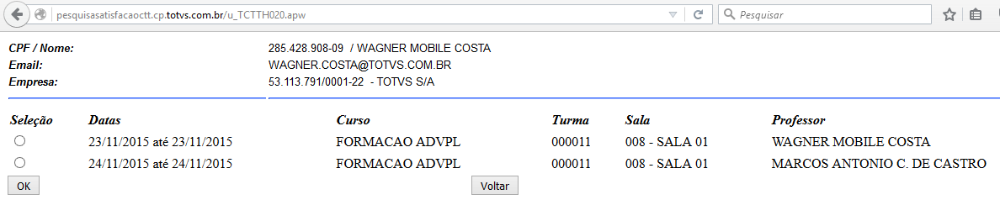 pesquisasatisfacaoctt.cp.totvs.com.br/u_TCTTH020.apw Pesquisar
CPF / Nome: 285.428.908-09 / WAGNER MOBILE COSTA
Email: WAGNER.COSTA@TOTVS.COM.BR
Empresa: 53.113.791/0001-22 - TOTVS S/A
Seleção Datas Curso Turma Sala Professor
23/11/2015 até 23/11/2015 FORMACAO ADVPL 000011 008 - SALA 01 WAGNER MOBILE COSTA
24/11/2015 até 24/11/2015 FORMACAO ADVPL 000011 008 - SALA 01 MARCOS ANTONIO C. DE CASTRO
OK Voltar